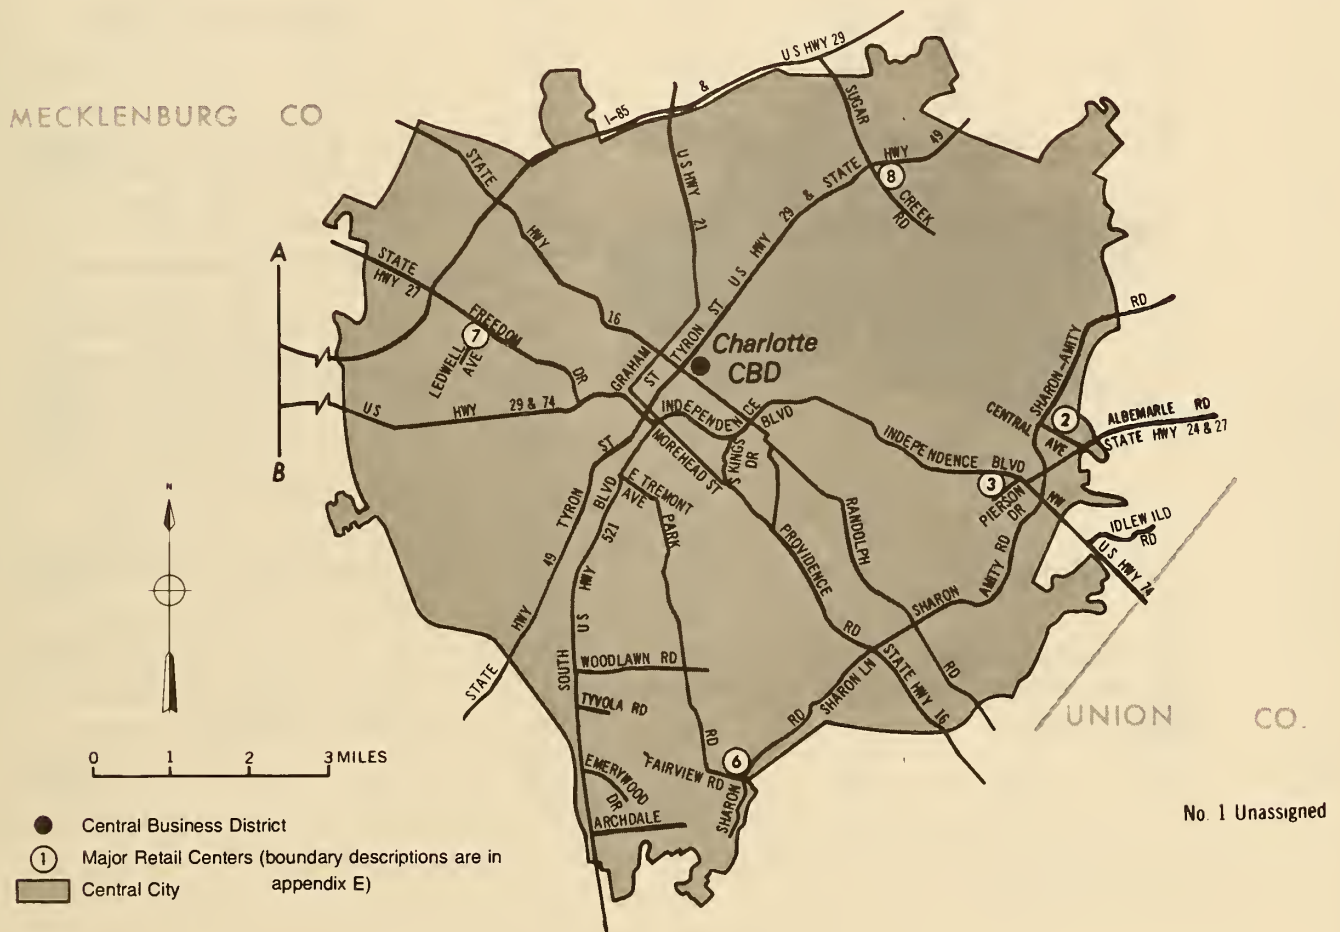 US HWY 29
&
I-85
MECKLENBURG CO
SUGAR
CREEK
RD
STATE
HWY
16
US HWY
21
TYRON ST US HWY 29 & STATE HWY 49
8
A
B
STATE
HWY 27
FREEDOM
DR
7
LEDWELL
AVE
US HWY 29 & 74
GRAHAM
ST
Charlotte
CBD
RD
SHARON-AMITY
CENTRAL
AVE
2
ALBEMARLE RD
STATE HWY 24 & 27
INDEPENDENCE BLVD
INDEPENDENCE BLVD
3
PIERSON
DR
NW
IDLEWILD
RD
US HWY 74
MOREHEAD ST
S KINGS
DR
E TREMONT
AVE
PARK
RD
TYRON ST
STATE HWY 49
BLVD
521
US HWY
SOUTH
PROVIDENCE
RD
RANDOLPH
RD
SHARON
AMITY RD
SHARON LN
STATE HWY 16
RD
WOODLAWN RD
TYVOLA RD
EMERYWOOD
DR
ARCHDALE
FAIRVIEW RD
6
SHARON
UNION CO.
N
0 1 2 3 MILES
No. 1 Unassigned
Central Business District
1 Major Retail Centers (boundary descriptions are in
appendix E)
Central City